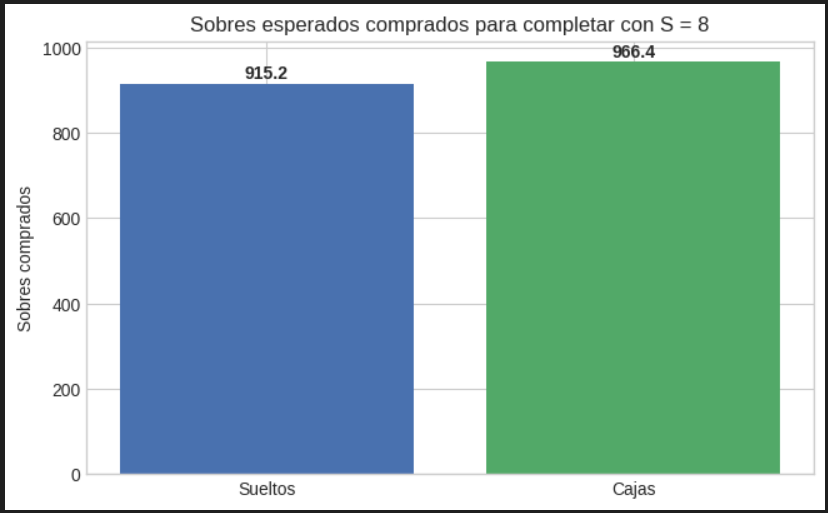 Sobres esperados comprados para completar con S = 8
1000
966.4
915.2
800
600
Sobres comprados
400
200
0
Sueltos
Cajas